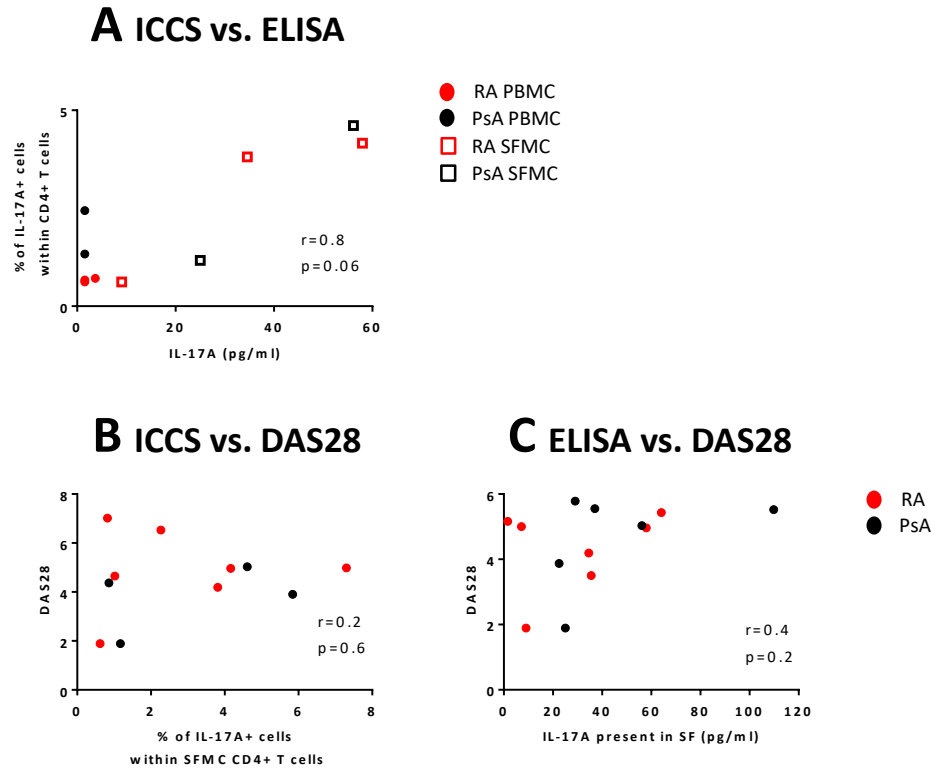 A ICCS vs. ELISA
% of IL-17A+ cells
within CD4+ T cells
5
0
0 20 40 60
IL-17A (pg/ml)
r=0.8
p=0.06
RA PBMC
PsA PBMC
RA SFMC
PsA SFMC
B ICCS vs. DAS28
DAS28
8
6
4
2
0
0 2 4 6 8
% of IL-17A+ cells
within SFMC CD4+ T cells
r=0.2
p=0.6
C ELISA vs. DAS28
DAS28
6
4
2
0
0 20 40 60 80 100 120
IL-17A present in SF (pg/ml)
r=0.4
p=0.2
RA
PsA